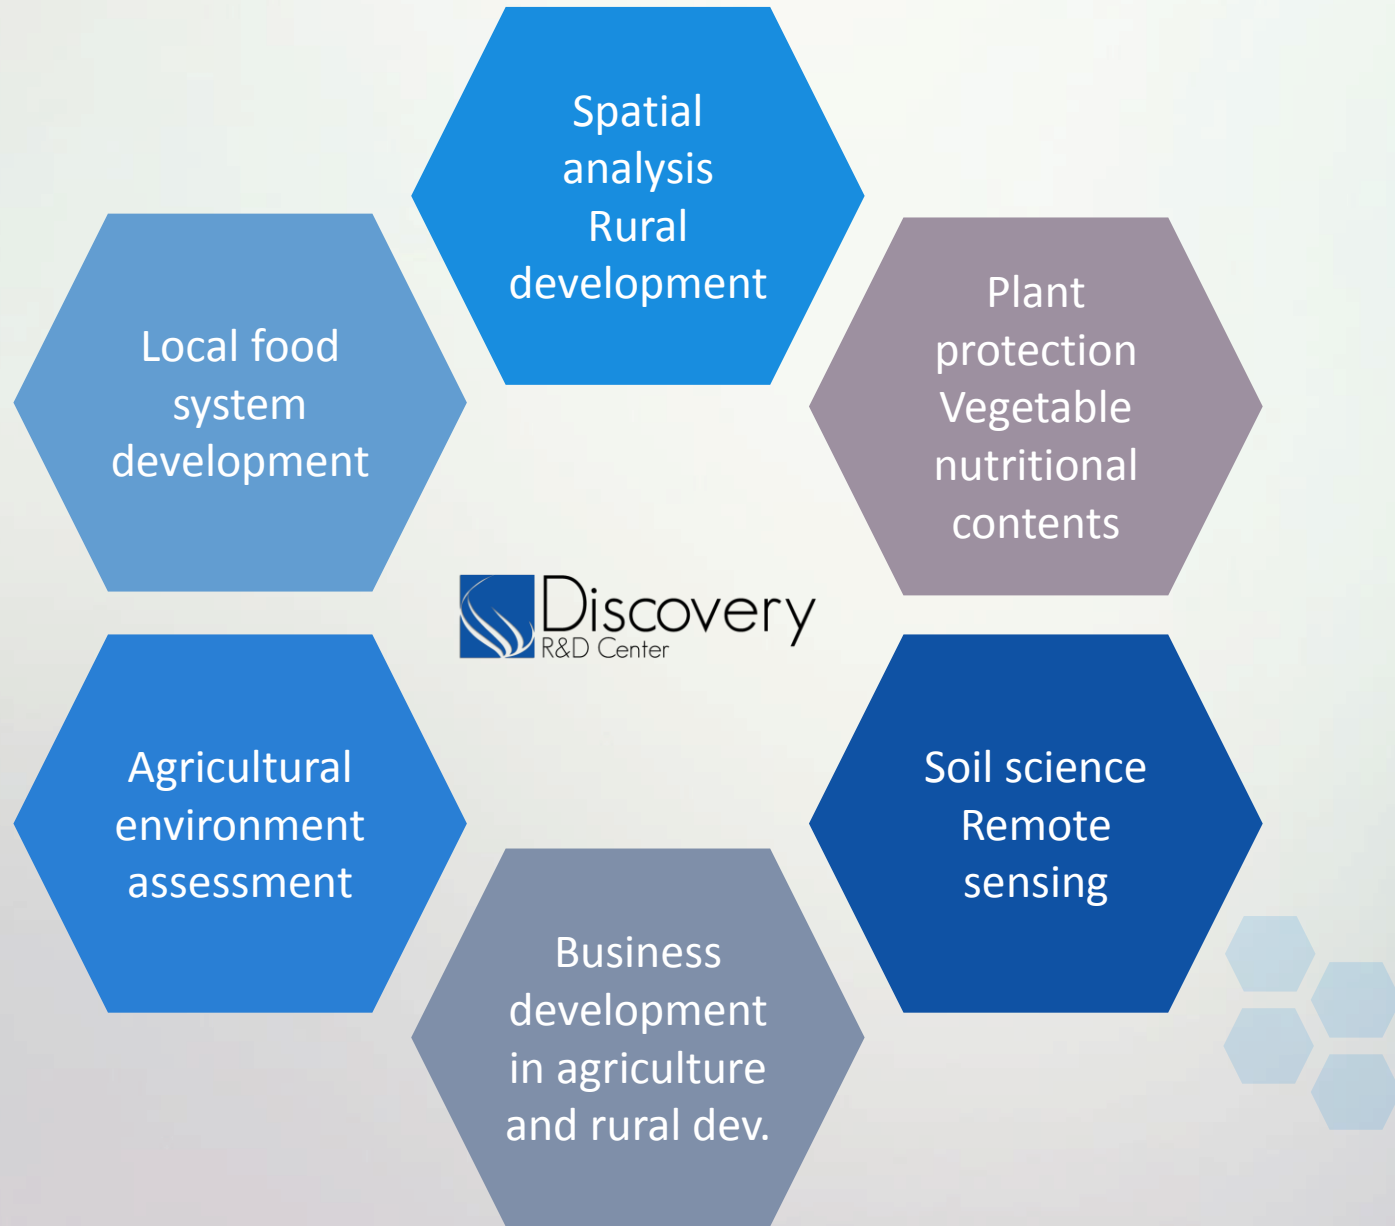 Spatial
analysis
Rural
development
Local food
system
development
Plant
protection
Vegetable
nutritional
contents
Discovery
R&D Center
Agricultural
environment
assessment
Soil science
Remote
sensing
Business
development
in agriculture
and rural dev.